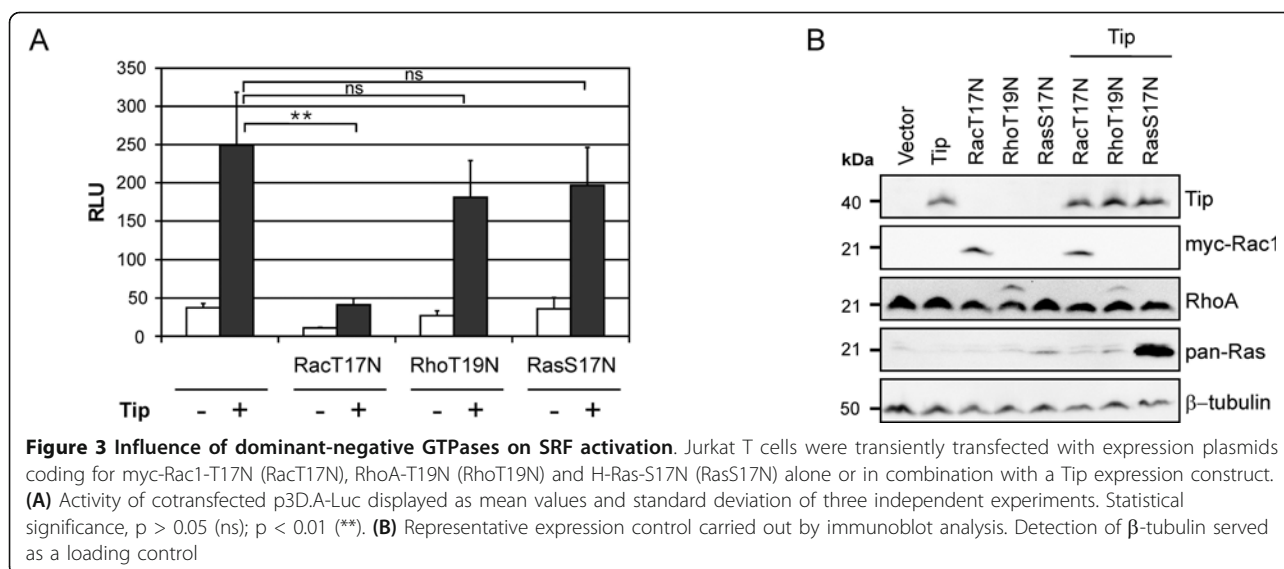 A
350
300
250
200
150
100
50
0
RLU
ns
ns
**
RacT17N RhoT19N RasS17N
Tip - + - + - + - +
B
Tip
Vector Tip RacT17N RhoT19N RasS17N RacT17N RhoT19N RasS17N
kDa
40 Tip
21 myc-Rac1
21 RhoA
21 pan-Ras
50 β–tubulin
Figure 3 Influence of dominant-negative GTPases on SRF activation. Jurkat T cells were transiently transfected with expression plasmids
coding for myc-Rac1-T17N (RacT17N), RhoA-T19N (RhoT19N) and H-Ras-S17N (RasS17N) alone or in combination with a Tip expression construct.
(A) Activity of cotransfected p3D.A-Luc displayed as mean values and standard deviation of three independent experiments. Statistical
significance, p > 0.05 (ns); p < 0.01 (**). (B) Representative expression control carried out by immunoblot analysis. Detection of β-tubulin served
as a loading control